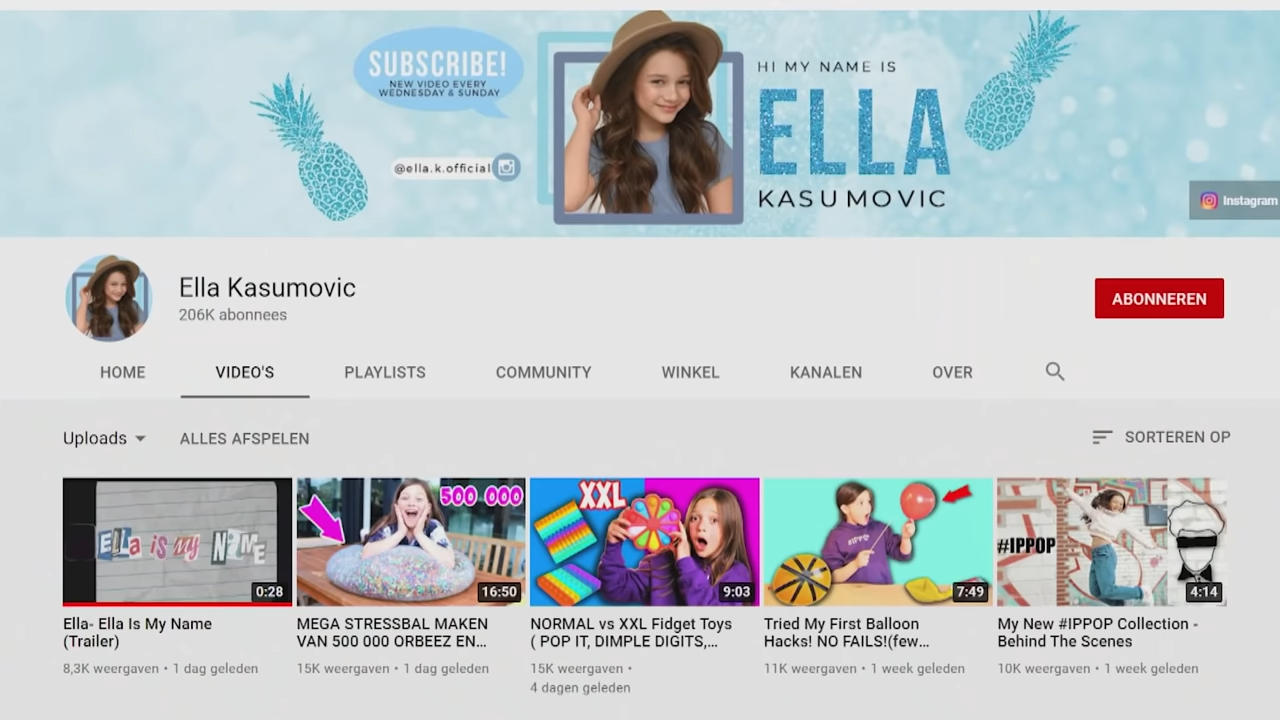 SUBSCRIBE!
NEW VIDEO EVERY
WEDNESDAY & SUNDAY
@ella.k.official
HI MY NAME IS
ELLA
KASUMOVIC
Instagram
Ella Kasumovic
206K abonnees
ABONNEREN
HOME VIDEO'S PLAYLISTS COMMUNITY WINKEL KANALEN OVER
Uploads ALLES AFSPELEN SORTEREN OP
ELLa is my NAME
0:28
500 000
16:50
XXL
9:03
IPPOP
7:49
#IPPOP
4:14
Ella- Ella Is My Name
(Trailer)
8,3K weergaven • 1 dag geleden
MEGA STRESSBAL MAKEN
VAN 500 000 ORBEEZ EN...
15K weergaven • 1 dag geleden
NORMAL vs XXL Fidget Toys
( POP IT, DIMPLE DIGITS,...
15K weergaven •
4 dagen geleden
Tried My First Balloon
Hacks! NO FAILS!(few...
11K weergaven • 1 week geleden
My New #IPPOP Collection -
Behind The Scenes
10K weergaven • 1 week geleden